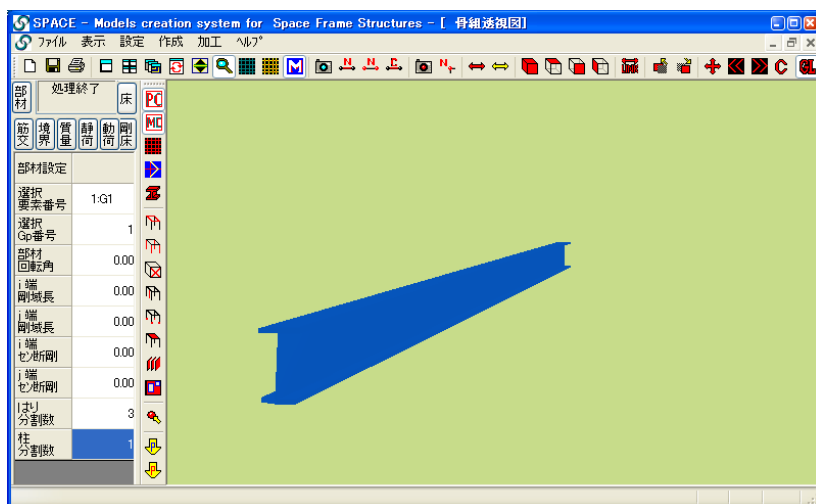 SPACE - Models creation system for Space Frame Structures - [ 骨組透視図]
ファイル 表示 設定 作成 加工 ヘルプ
部材 処理終了 床
筋交 境界 質量 静荷 動荷 剛床
部材設定
選択要素番号 1:G1
選択Gp番号 1
部材回転角 0.00
i 端剛域長 0.00
j 端剛域長 0.00
i 端セン断剛 0.00
j 端セン断剛 0.00
はり分割数 3
柱分割数 1
PC
MC
M
N
N
C
GL